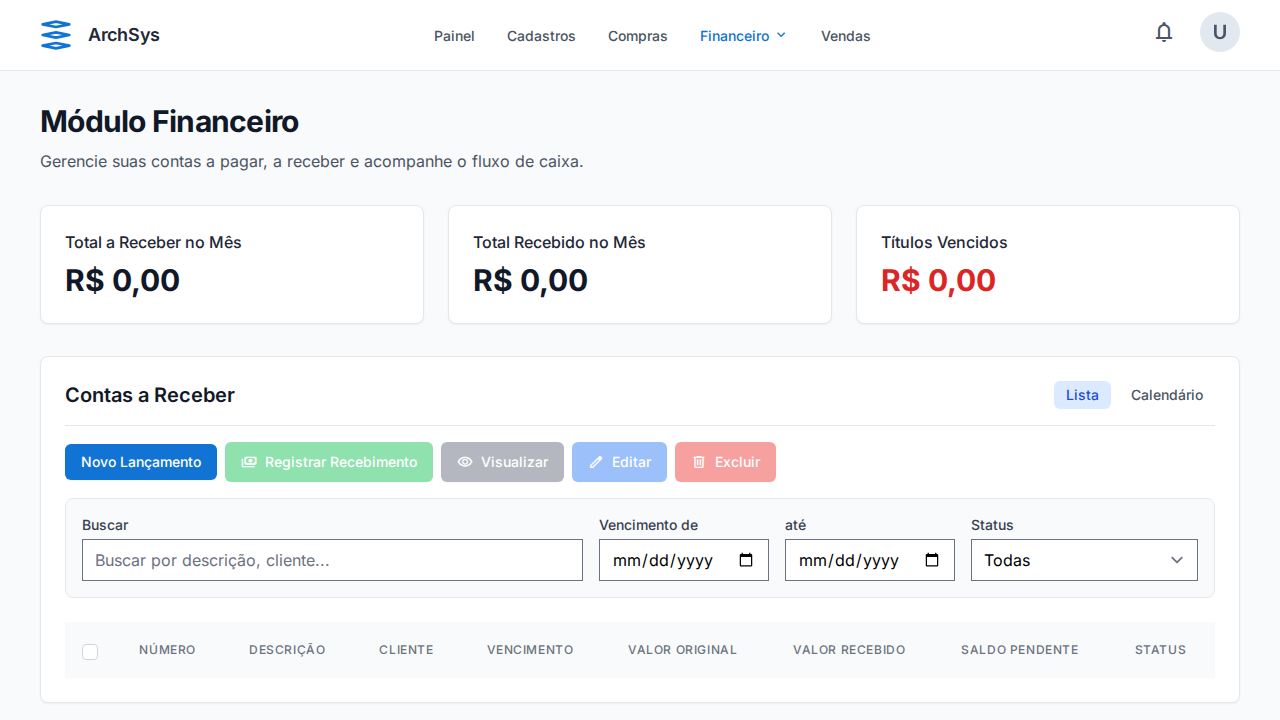 ArchSys
Painel Cadastros Compras Financeiro Vendas
U
Módulo Financeiro
Gerencie suas contas a pagar, a receber e acompanhe o fluxo de caixa.
Total a Receber no Mês
R$ 0,00
Total Recebido no Mês
R$ 0,00
Títulos Vencidos
R$ 0,00
Contas a Receber
Lista Calendário
Novo Lançamento Registrar Recebimento Visualizar Editar Excluir
Buscar Vencimento de até Status
Buscar por descrição, cliente... mm/dd/yyyy mm/dd/yyyy Todas
NÚMERO DESCRIÇÃO CLIENTE VENCIMENTO VALOR ORIGINAL VALOR RECEBIDO SALDO PENDENTE STATUS